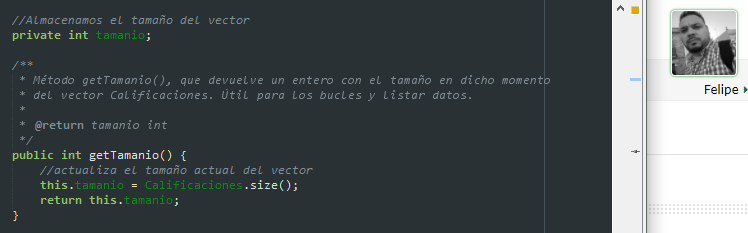 //Almacenamos el tamaño del vector
private int tamanio;
/**
* Método getTamanio(), que devuelve un entero con el tamaño en dicho momento
* del vector Calificaciones. Útil para los bucles y listar datos.
*
* @return tamanio int
*/
public int getTamanio() {
//actualiza el tamaño actual del vector
this.tamanio = Calificaciones.size();
return this.tamanio;
}
Felipe